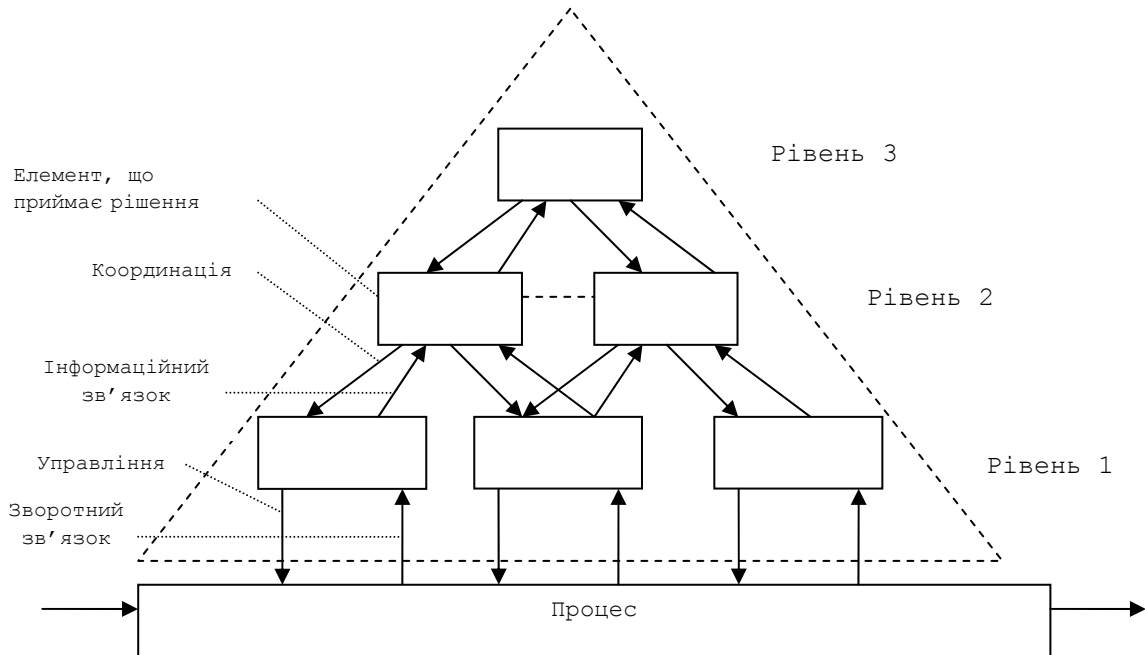 Рівень 3
Елемент, що
приймає рішення
Координація
Рівень 2
Інформаційний
зв’язок
Рівень 1
Управління
Зворотний
зв’язок
Процес